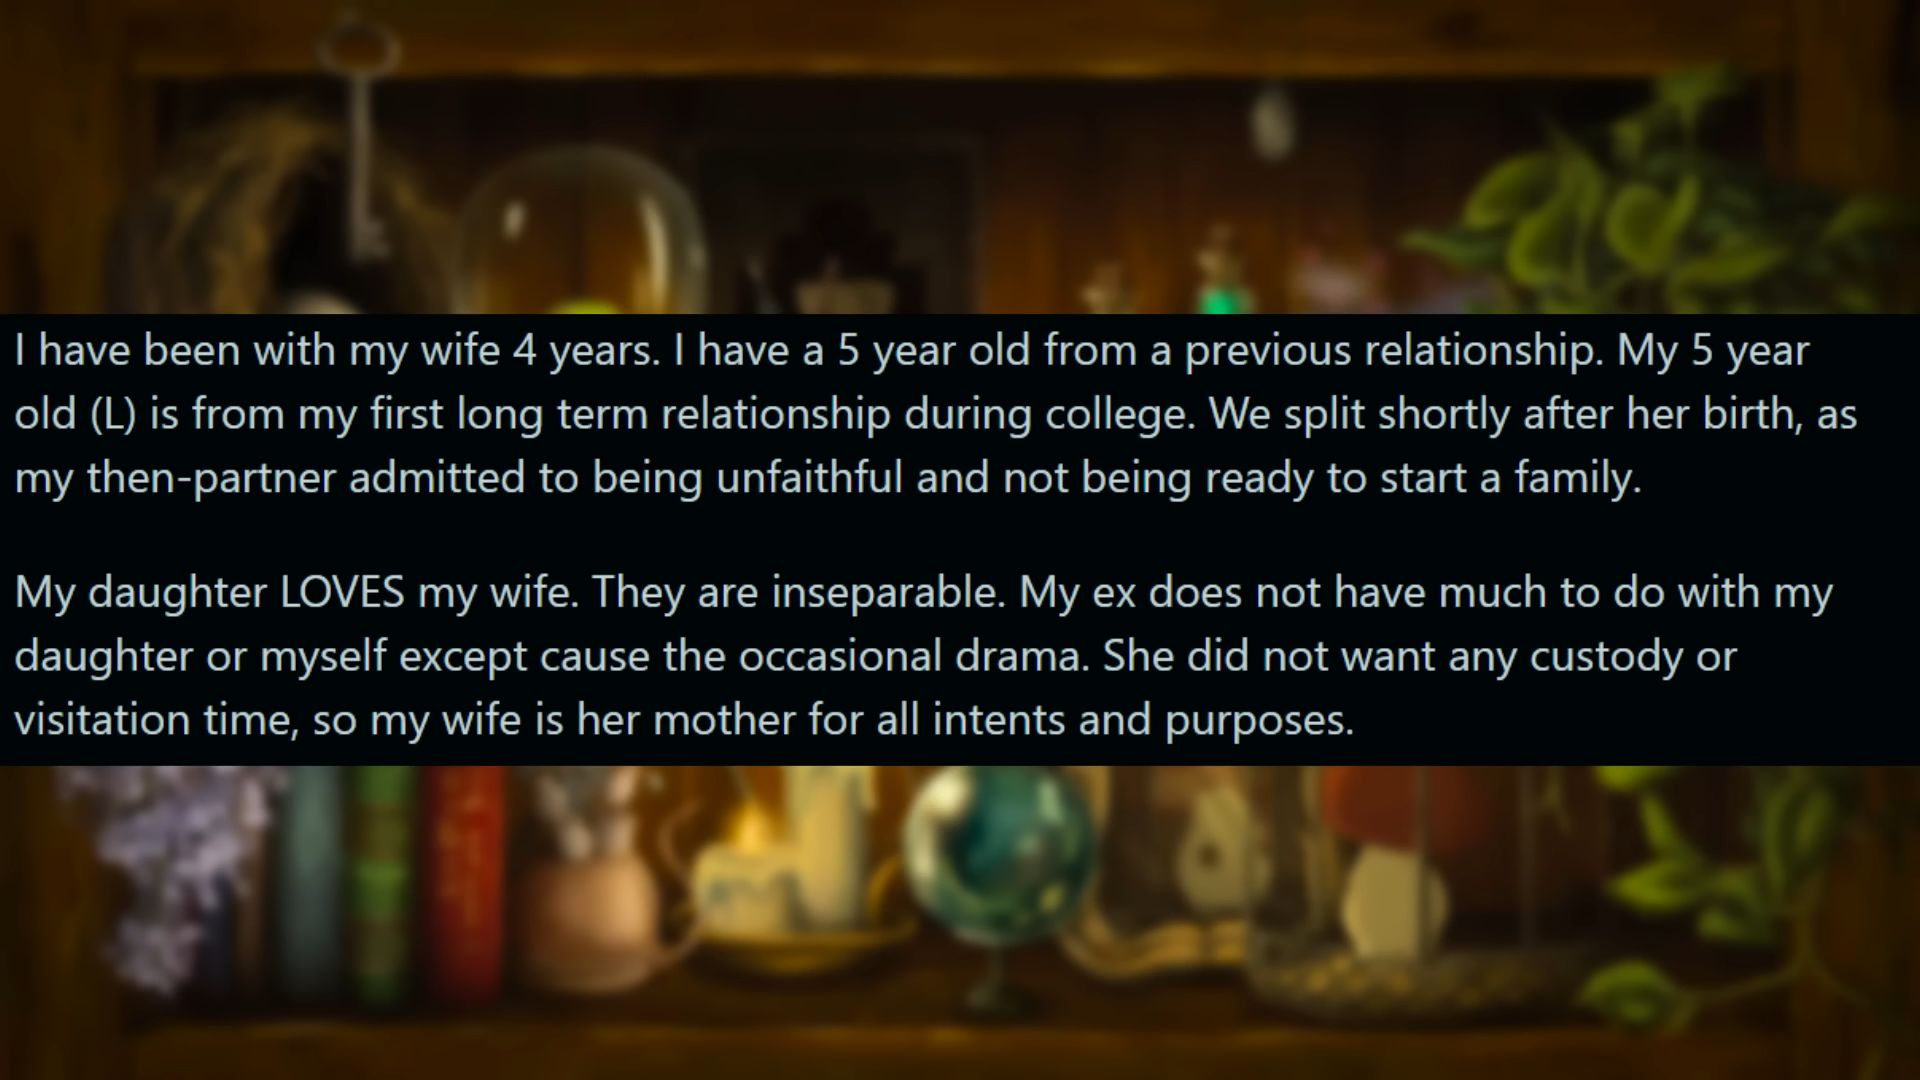 I have been with my wife 4 years. I have a 5 year old from a previous relationship. My 5 year
old (L) is from my first long term relationship during college. We split shortly after her birth, as
my then-partner admitted to being unfaithful and not being ready to start a family.
My daughter LOVES my wife. They are inseparable. My ex does not have much to do with my
daughter or myself except cause the occasional drama. She did not want any custody or
visitation time, so my wife is her mother for all intents and purposes.